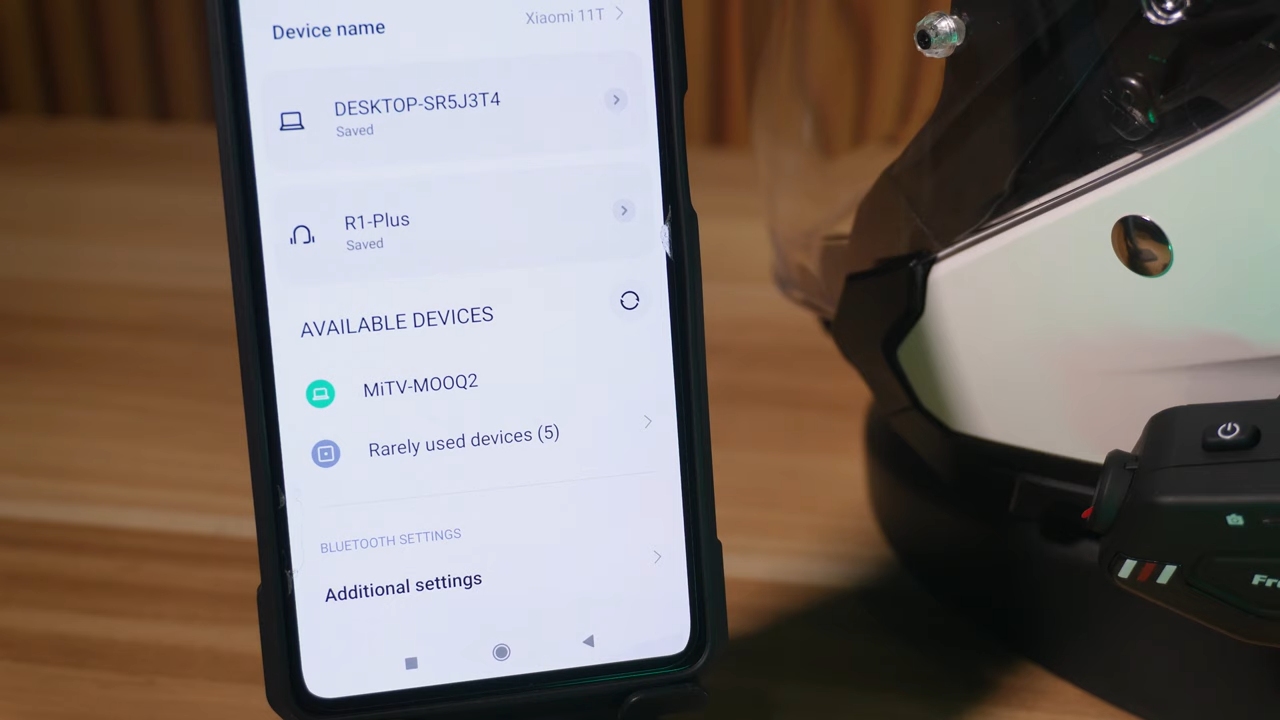 Device name
Xiaomi 11T
DESKTOP-SR5J3T4
Saved
R1-Plus
Saved
AVAILABLE DEVICES
MiTV-MOOQ2
Rarely used devices (5)
BLUETOOTH SETTINGS
Additional settings